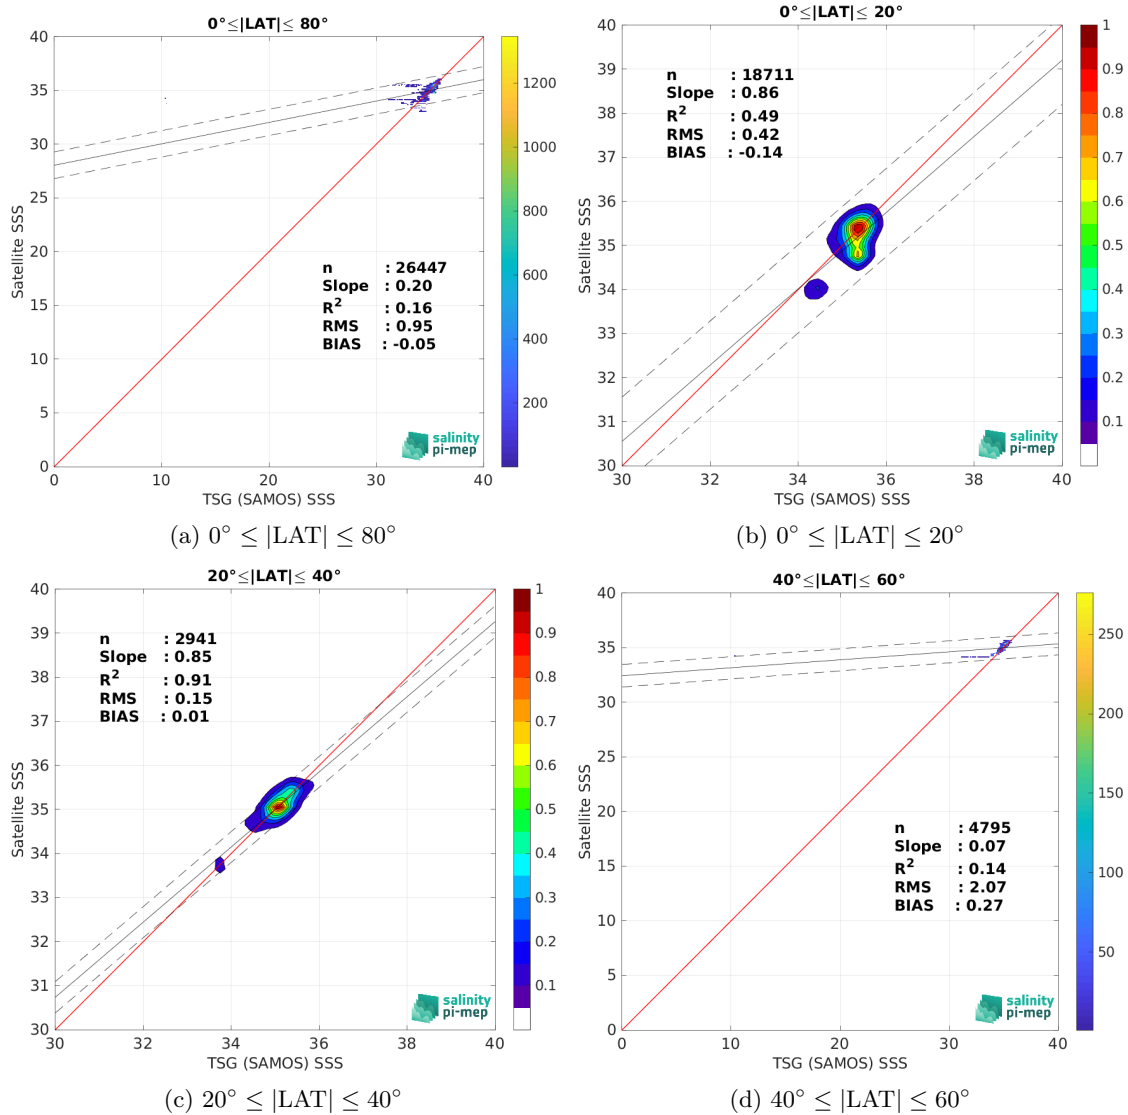 0°≤|LAT|≤ 80°
40
35
30
25
20
15
10
5
0
0 10 20 30 40
Satellite SSS
TSG (SAMOS) SSS
n : 26447
Slope : 0.20
R² : 0.16
RMS : 0.95
BIAS : -0.05
salinity
pi-mep
1200
1000
800
600
400
200
(a) 0° ≤ |LAT| ≤ 80°
0°≤|LAT|≤ 20°
40
39
38
37
36
35
34
33
32
31
30
30 32 34 36 38 40
Satellite SSS
TSG (SAMOS) SSS
n : 18711
Slope : 0.86
R² : 0.49
RMS : 0.42
BIAS : -0.14
salinity
pi-mep
1
0.9
0.8
0.7
0.6
0.5
0.4
0.3
0.2
0.1
(b) 0° ≤ |LAT| ≤ 20°
20°≤|LAT|≤ 40°
40
39
38
37
36
35
34
33
32
31
30
30 32 34 36 38 40
Satellite SSS
TSG (SAMOS) SSS
n : 2941
Slope : 0.85
R² : 0.91
RMS : 0.15
BIAS : 0.01
salinity
pi-mep
1
0.9
0.8
0.7
0.6
0.5
0.4
0.3
0.2
0.1
(c) 20° ≤ |LAT| ≤ 40°
40°≤|LAT|≤ 60°
40
35
30
25
20
15
10
5
0
0 10 20 30 40
Satellite SSS
TSG (SAMOS) SSS
n : 4795
Slope : 0.07
R² : 0.14
RMS : 2.07
BIAS : 0.27
salinity
pi-mep
250
200
150
100
50
(d) 40° ≤ |LAT| ≤ 60°